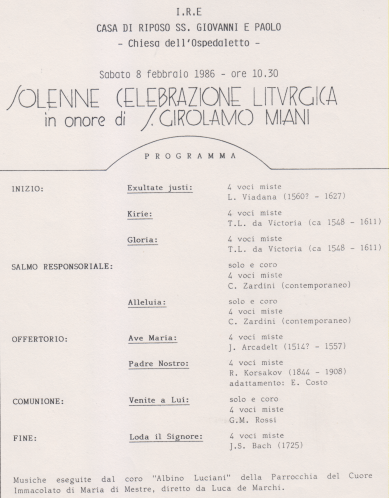 I.R.E
CASA DI RIPOSO SS. GIOVANNI E PAOLO
- Chiesa dell'Ospedaletto -
Sabato 8 febbraio 1986 - ore 10.30
SOLENNE CELEBRAZIONE LITVRGICA
in onore di S. GIROLAMO MIANI
PROGRAMMA
INIZIO: Exultate justi: 4 voci miste
L. Viadana (1560? - 1627)
Kirie: 4 voci miste
T.L. da Victoria (ca 1548 - 1611)
Gloria: 4 voci miste
T.L. da Victoria (ca 1548 - 1611)
SALMO RESPONSORIALE: solo e coro
4 voci miste
C. Zardini (contemporaneo)
Alleluia: solo e coro
4 voci miste
C. Zardini (contemporaneo)
OFFERTORIO: Ave Maria: 4 voci miste
J. Arcadelt (1514? - 1557)
Padre Nostro: 4 voci miste
R. Korsakov (1844 - 1908)
adattamento: E. Costo
COMUNIONE: Venite a Lui: solo e coro
4 voci miste
G.M. Rossi
FINE: Loda il Signore: 4 voci miste
J.S. Bach (1725)
Musiche eseguite dal coro "Albino Luciani" della Parrocchia del Cuore
Immacolato di Maria di Mestre, diretto da Luca de Marchi.